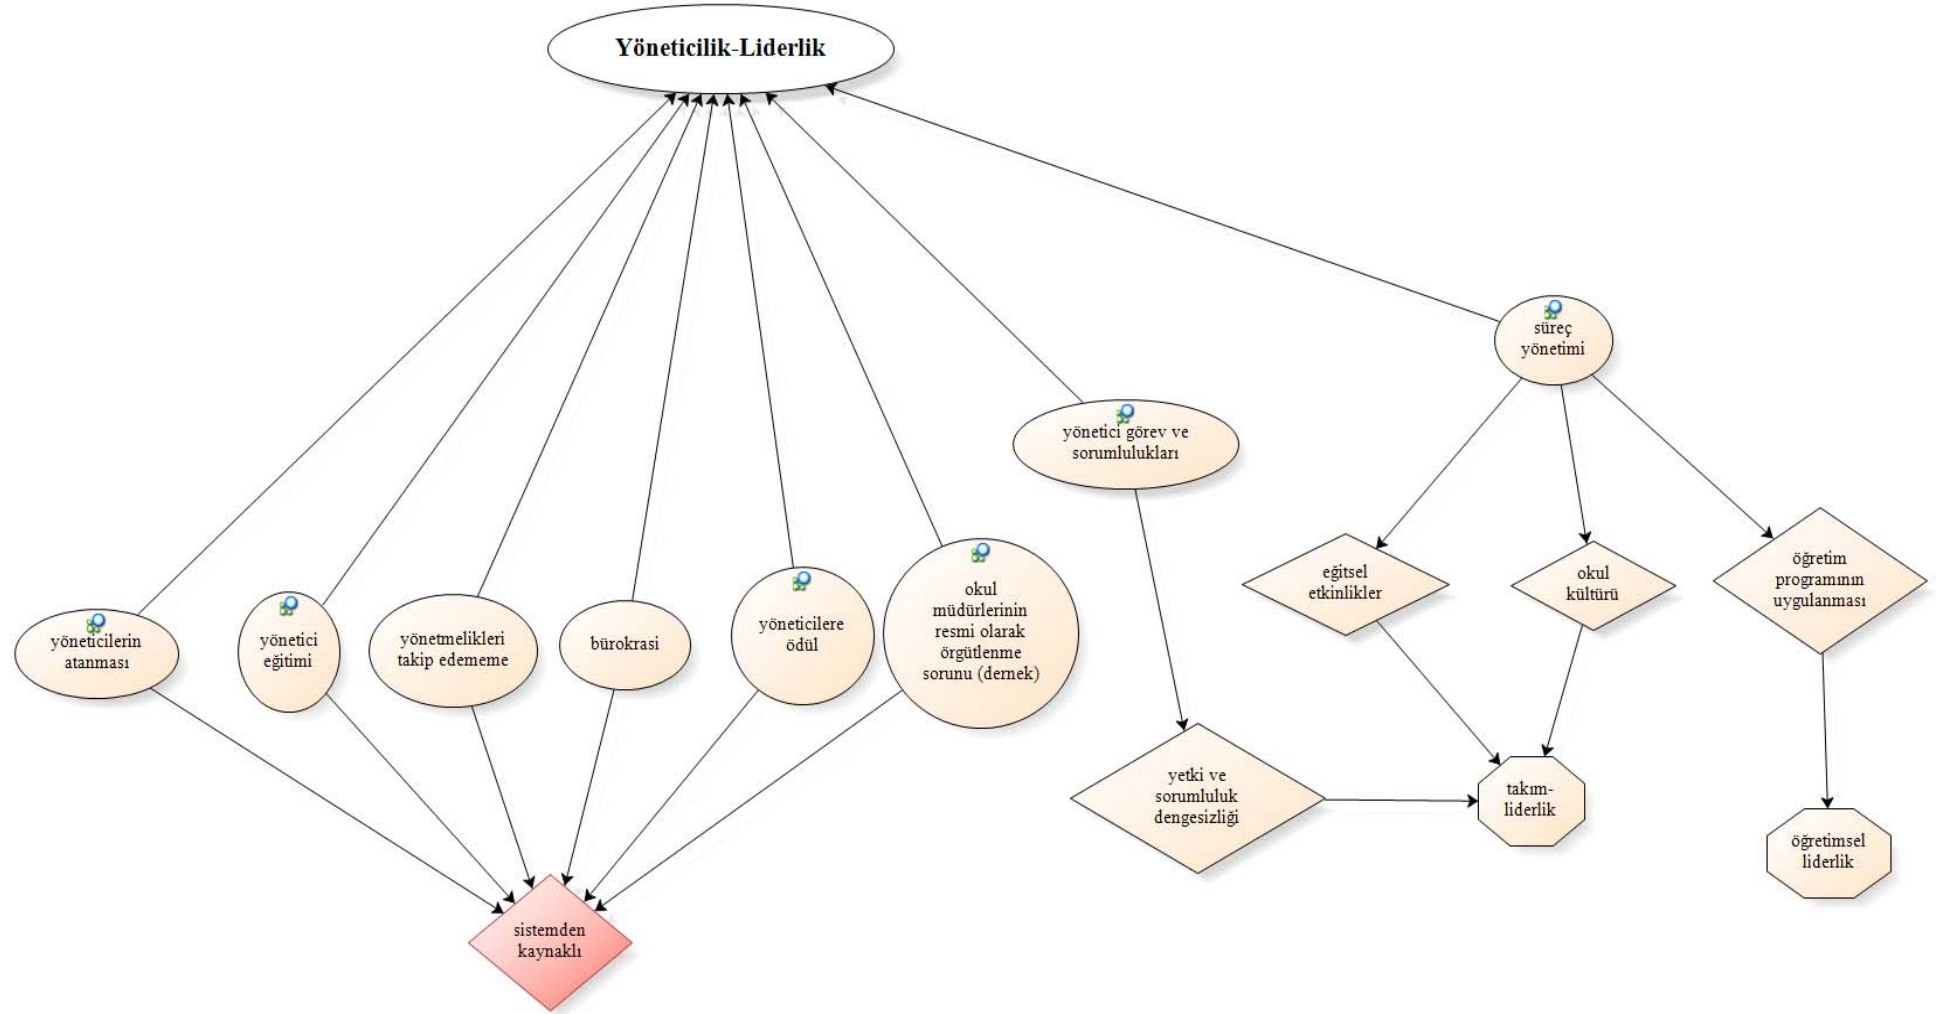 Yöneticilik-Liderlik
süreç
yönetimi
yönetici görev ve
sorumlulukları
öğretim
programının
uygulanması
eğitsel
etkinlikler
okul
kültürü
okul
müdürlerinin
resmi olarak
örgütlenme
sorunu (dernek)
yöneticilere
ödül
bürokrasi
yönetmelikleri
takip edememe
yönetici
eğitimi
yöneticilerin
atanması
yetki ve
sorumluluk
dengesizliği
takım-
liderlik
öğretimsel
liderlik
sistemden
kaynaklı